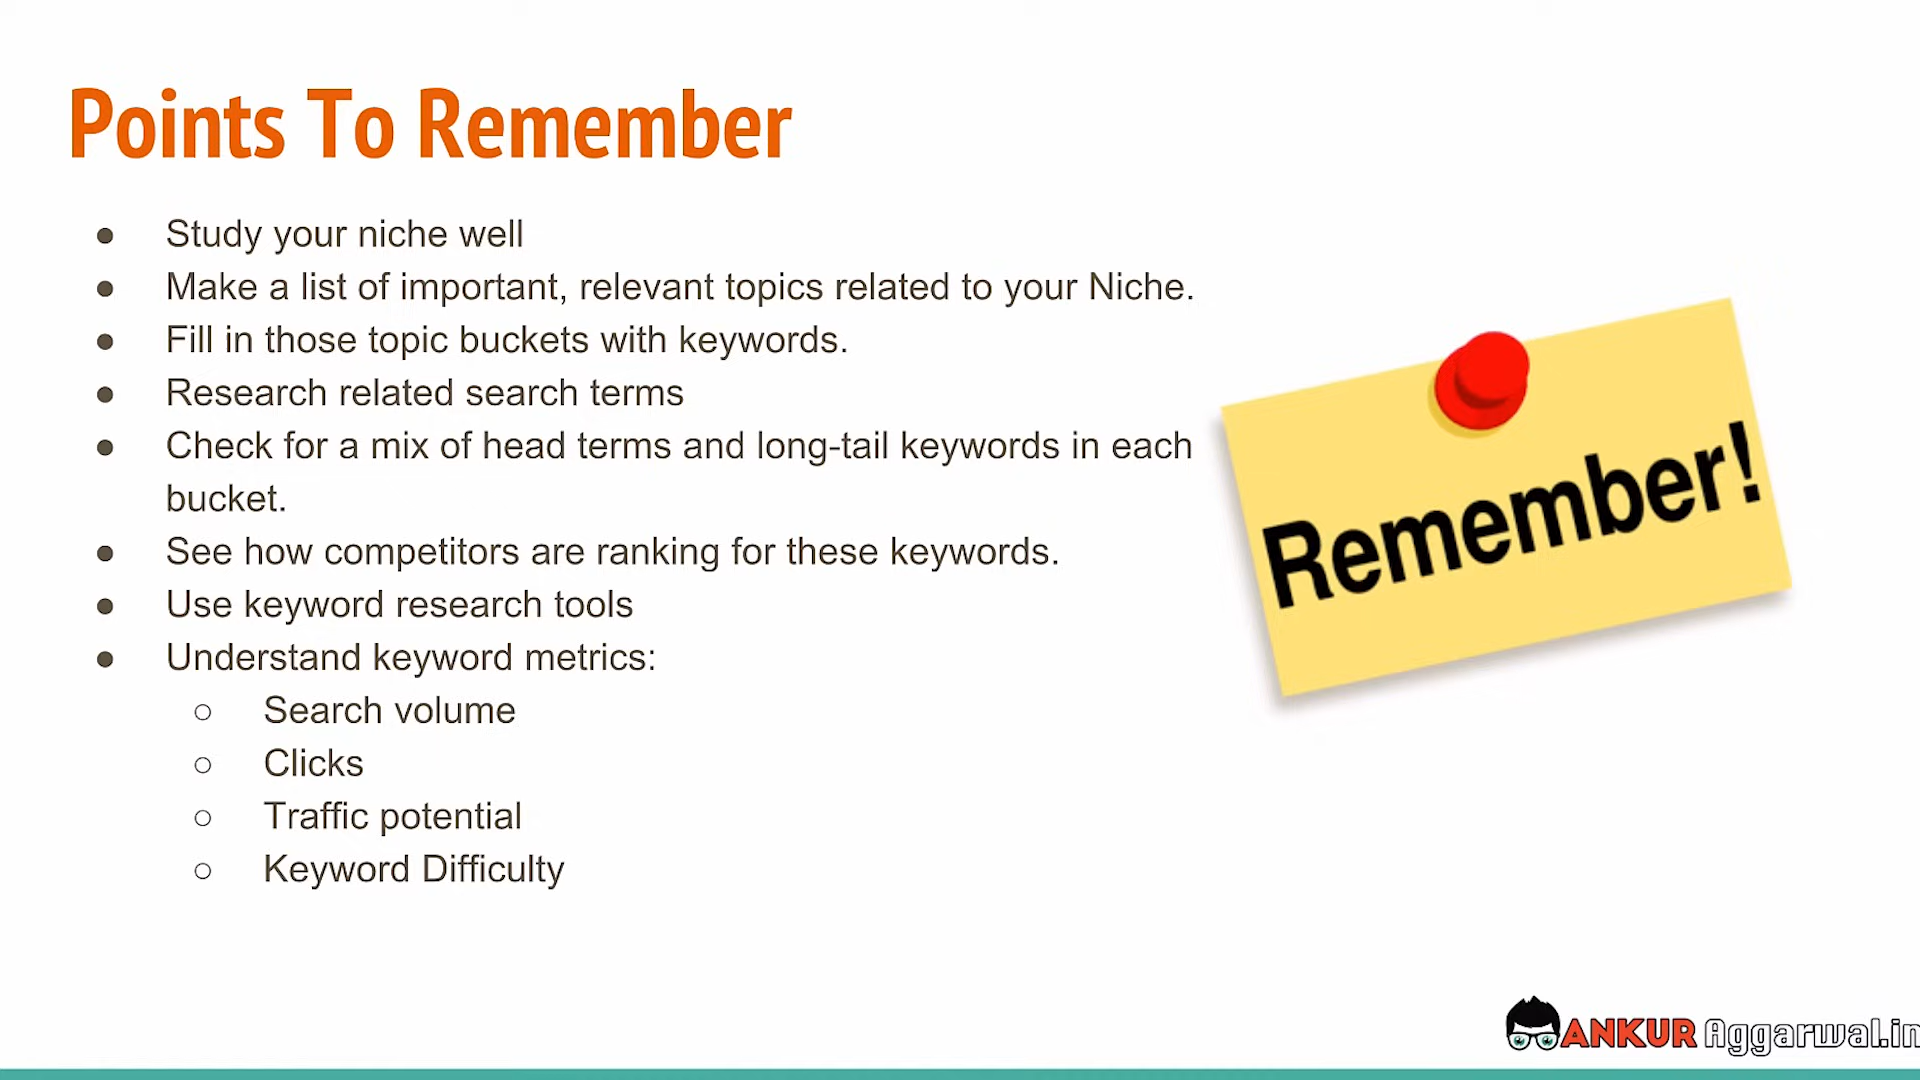 Points To Remember
● Study your niche well
● Make a list of important, relevant topics related to your Niche.
● Fill in those topic buckets with keywords.
● Research related search terms
● Check for a mix of head terms and long-tail keywords in each
bucket.
● See how competitors are ranking for these keywords.
● Use keyword research tools
● Understand keyword metrics:
○ Search volume
○ Clicks
○ Traffic potential
○ Keyword Difficulty
Remember!
ANKUR Aggarwal.in